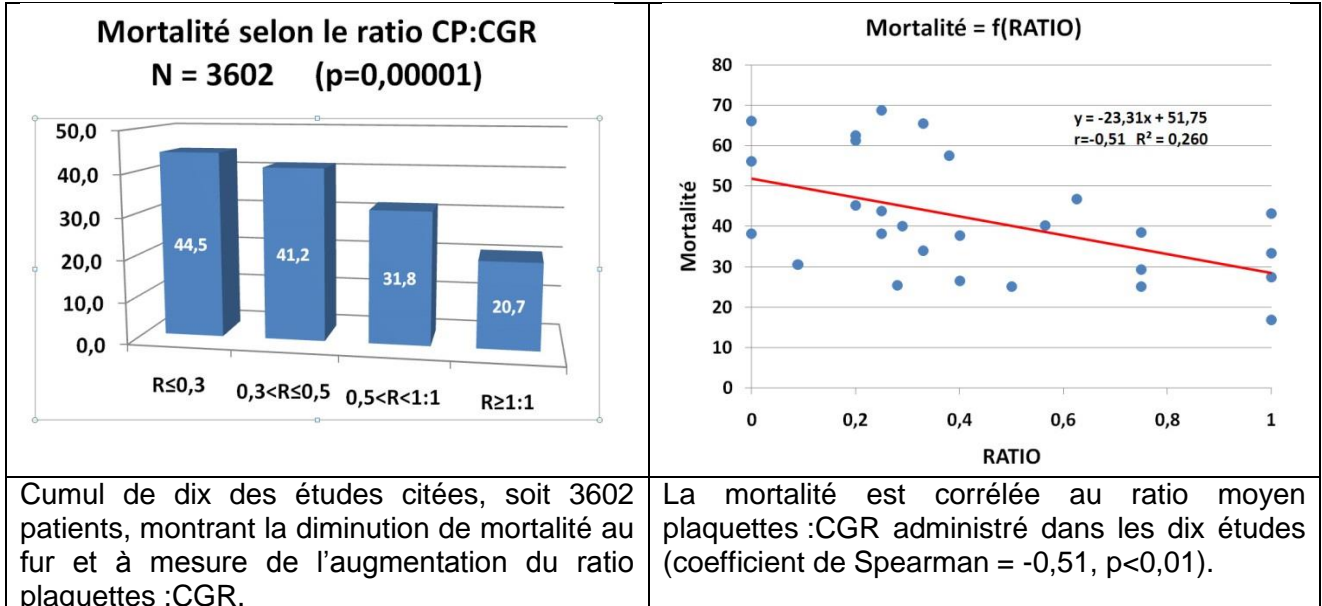 Mortalité selon le ratio CP:CGR
N = 3602 (p=0,00001)
50,0
40,0
30,0
20,0
10,0
0,0
44,5
41,2
31,8
20,7
R≤0,3
0,3<R≤0,5
0,5<R<1:1
R≥1:1
Mortalité = f(RATIO)
80
70
60
50
40
30
20
10
0
Mortalité
y = -23,31x + 51,75
r=-0,51 R² = 0,260
0
0,2
0,4
0,6
0,8
1
RATIO
Cumul de dix des études citées, soit 3602
patients, montrant la diminution de mortalité au
fur et à mesure de l’augmentation du ratio
plaquettes :CGR.
La mortalité est corrélée au ratio moyen
plaquettes :CGR administré dans les dix études
(coefficient de Spearman = -0,51, p<0,01).